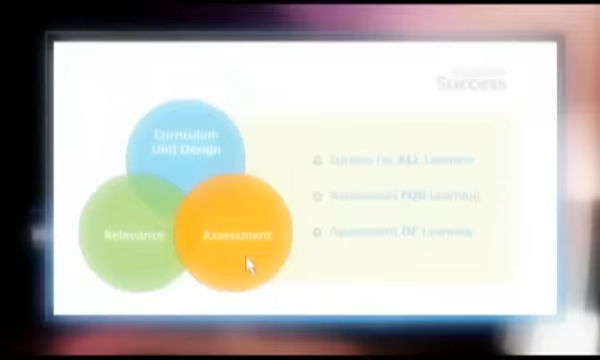 Success
Curriculum
Unit Design
Relevance
Assessment
Success for ALL Learners
Assessment FOR Learning
Assessment OF Learning